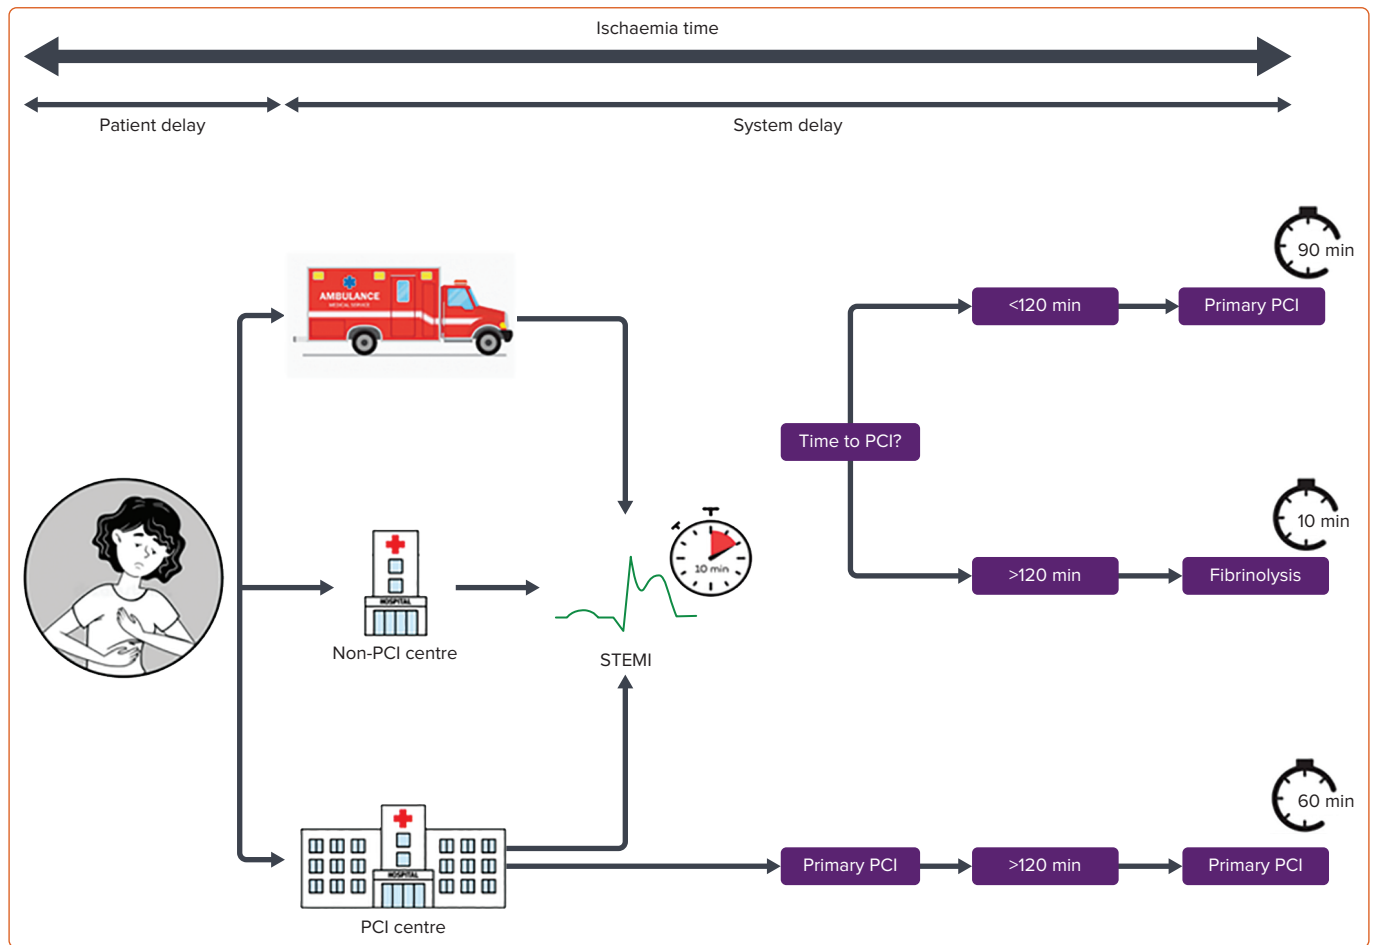 Ischaemia time
Patient delay
System delay
90 min
AMBULANCE
MEDICAL SERVICE
<120 min
Primary PCI
Time to PCI?
10 min
10 min
>120 min
Fibrinolysis
HOSPITAL
Non-PCI centre
STEMI
60 min
HOSPITAL
Primary PCI
>120 min
Primary PCI
PCI centre